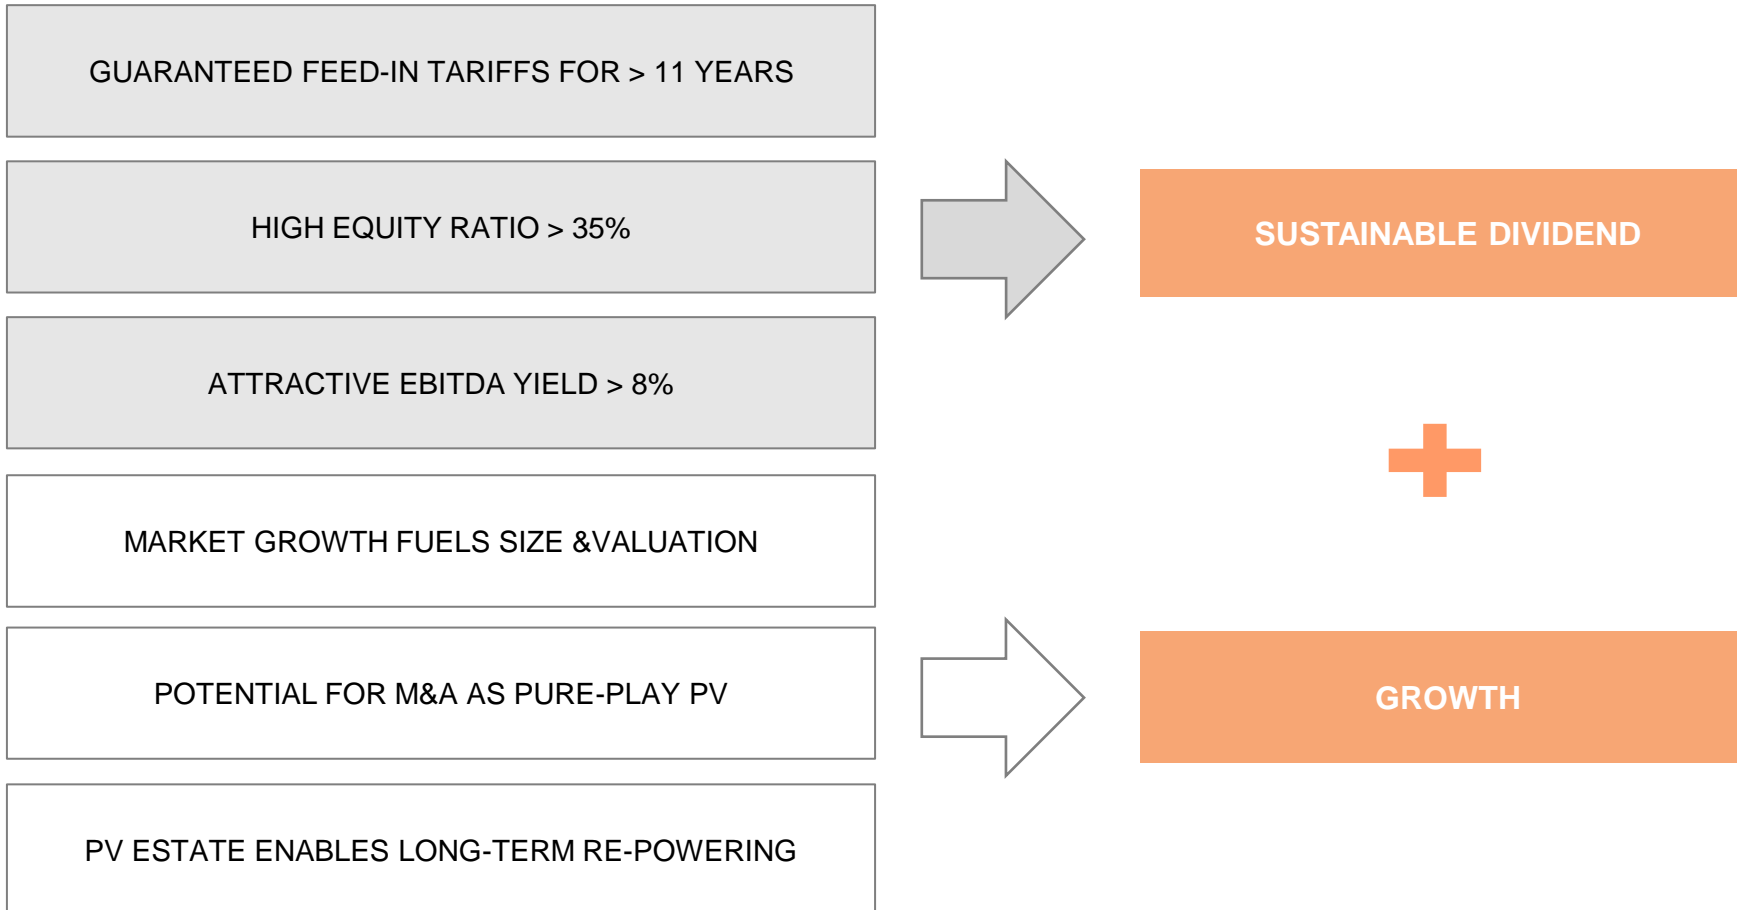 GUARANTEED FEED-IN TARIFFS FOR > 11 YEARS
HIGH EQUITY RATIO > 35%
ATTRACTIVE EBITDA YIELD > 8%
MARKET GROWTH FUELS SIZE &VALUATION
POTENTIAL FOR M&A AS PURE-PLAY PV
PV ESTATE ENABLES LONG-TERM RE-POWERING
SUSTAINABLE DIVIDEND
GROWTH